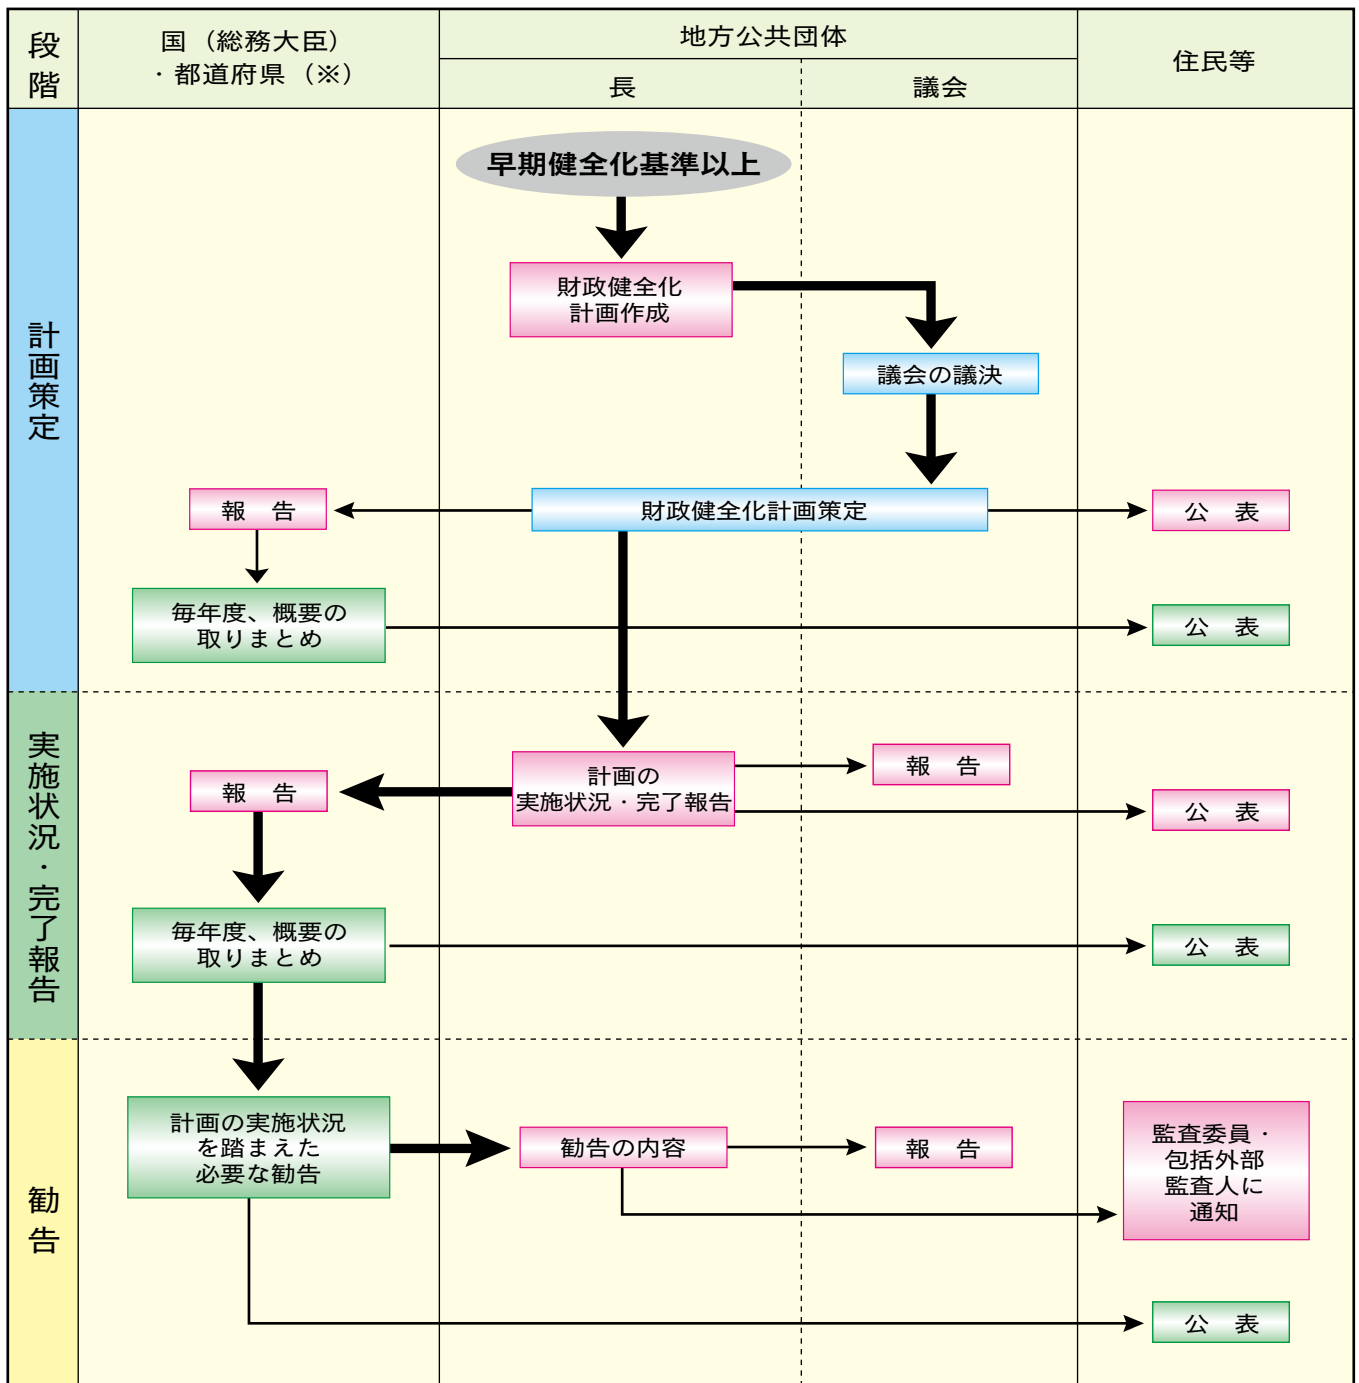 段
階
国（総務大臣）
・都道府県（※）
地方公共団体
長
議会
住民等
計画策定
早期健全化基準以上
財政健全化
計画作成
議会の議決
報　告
財政健全化計画策定
公　表
毎年度、概要の
取りまとめ
公　表
実施状況・完了報告
報　告
計画の
実施状況・完了報告
報　告
公　表
毎年度、概要の
取りまとめ
公　表
勧告
計画の実施状況
を踏まえた
必要な勧告
勧告の内容
報　告
監査委員・
包括外部
監査人に
通知
公　表